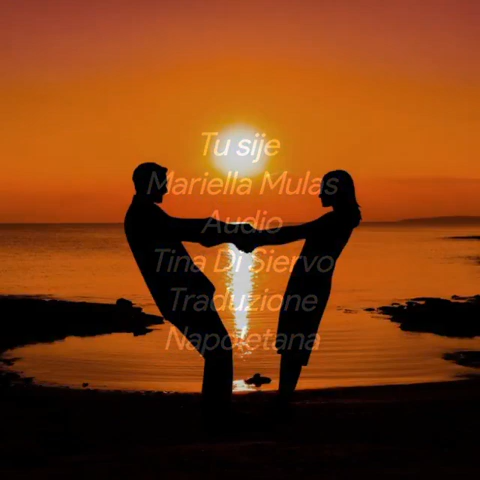 Tu sije
Mariella Mulas
Audio
Tina Di Siervo
Traduzione
Napoletana